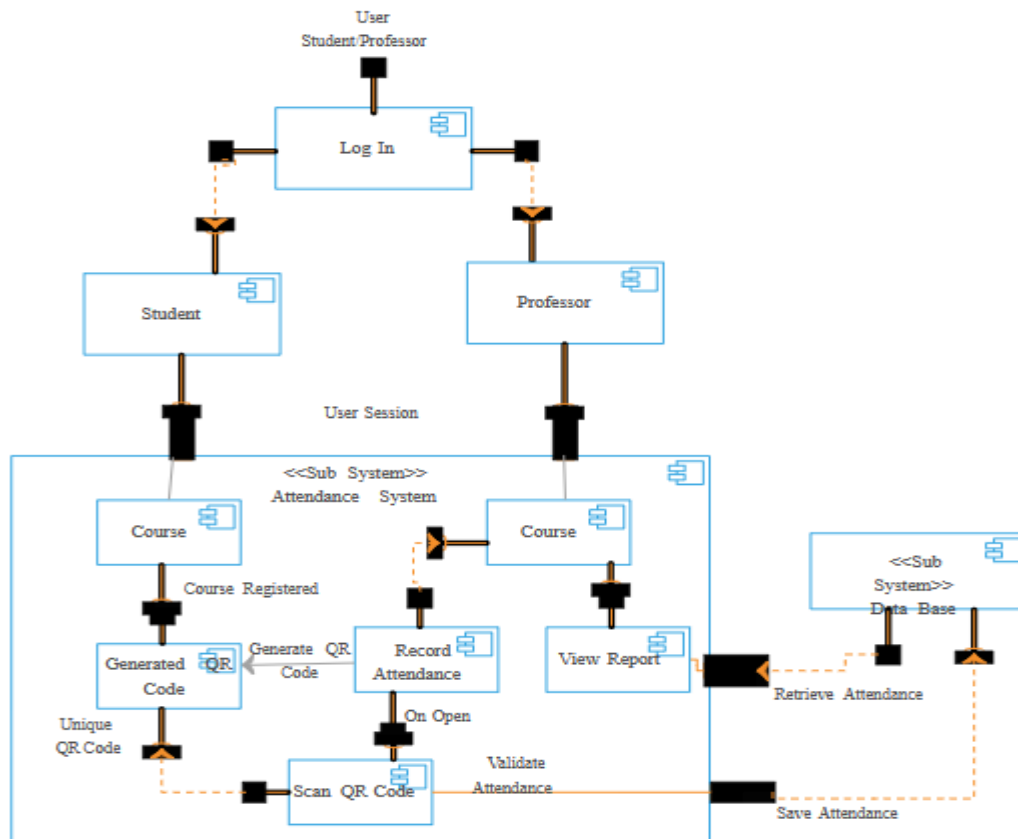 User
Student/Professor
Log In
Student
Professor
User Session
<<Sub System>>
Attendance System
Course
Course
<<Sub
System>>
Data Base
Course Registered
Generated QR
Code
Generate QR
Code
Record
Attendance
View Report
Retrieve Attendance
On Open
Unique
QR Code
Validate
Attendance
Scan QR Code
Save Attendance